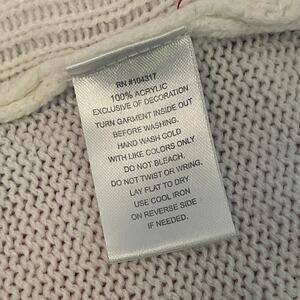 RN #104317
100% ACRYLIC
EXCLUSIVE OF DECORATION
TURN GARMENT INSIDE OUT
BEFORE WASHING.
HAND WASH COLD
WITH LIKE COLORS ONLY
DO NOT BLEACH,
DO NOT TWIST OR WRING,
LAY FLAT TO DRY
USE COOL IRON
ON REVERSE SIDE
IF NEEDED.